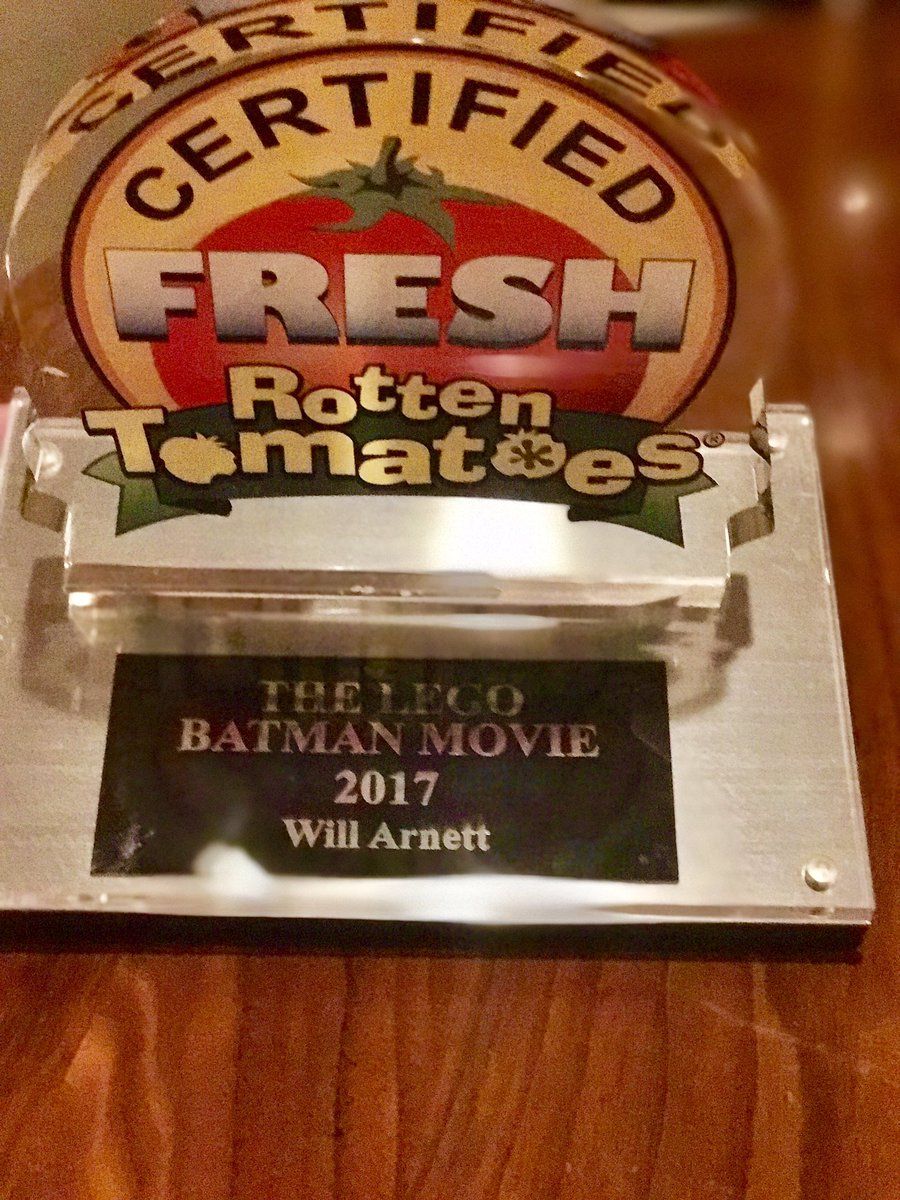 CERTIFIED
CERTIFIED
FRESH
Rotten
Tomatoes®
THE LEGO
BATMAN MOVIE
2017
Will Arnett